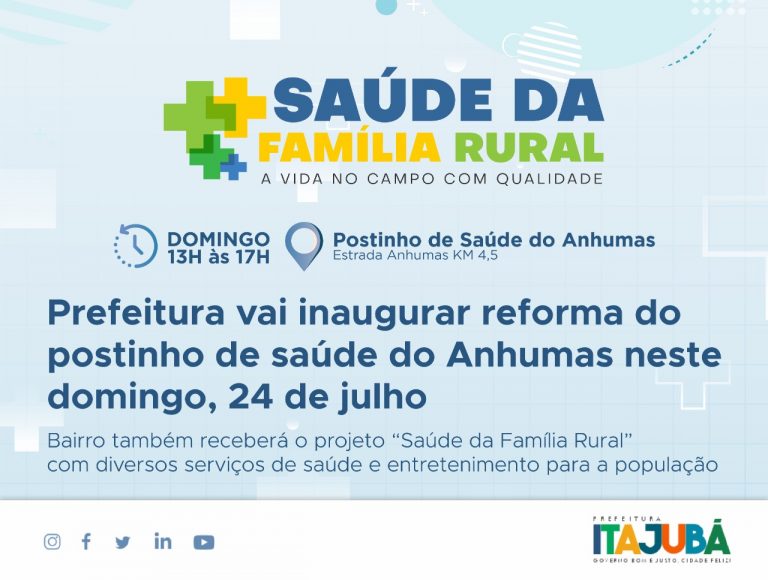 SAÚDE DA
FAMÍLIA RURAL
A VIDA NO CAMPO COM QUALIDADE
DOMINGO
13H às 17H
Postinho de Saúde do Anhumas
Estrada Anhumas KM 4,5
Prefeitura vai inaugurar reforma do
postinho de saúde do Anhumas neste
domingo, 24 de julho
Bairro também receberá o projeto “Saúde da Família Rural”
com diversos serviços de saúde e entretenimento para a população
PREFEITURA
ITAJUBÁ
GOVERNO BOM E JUSTO, CIDADE FELIZ!